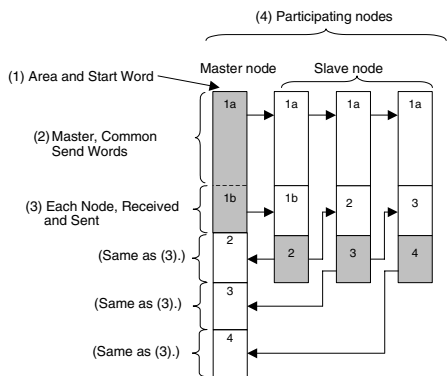 (4) Participating nodes
(1) Area and Start Word
Master node
Slave node
1a
1a
1a
1a
(2) Master, Common
Send Words
(3) Each Node, Received
and Sent
1b
1b
2
3
(Same as (3).)
2
2
3
4
(Same as (3).)
3
(Same as (3).)
4